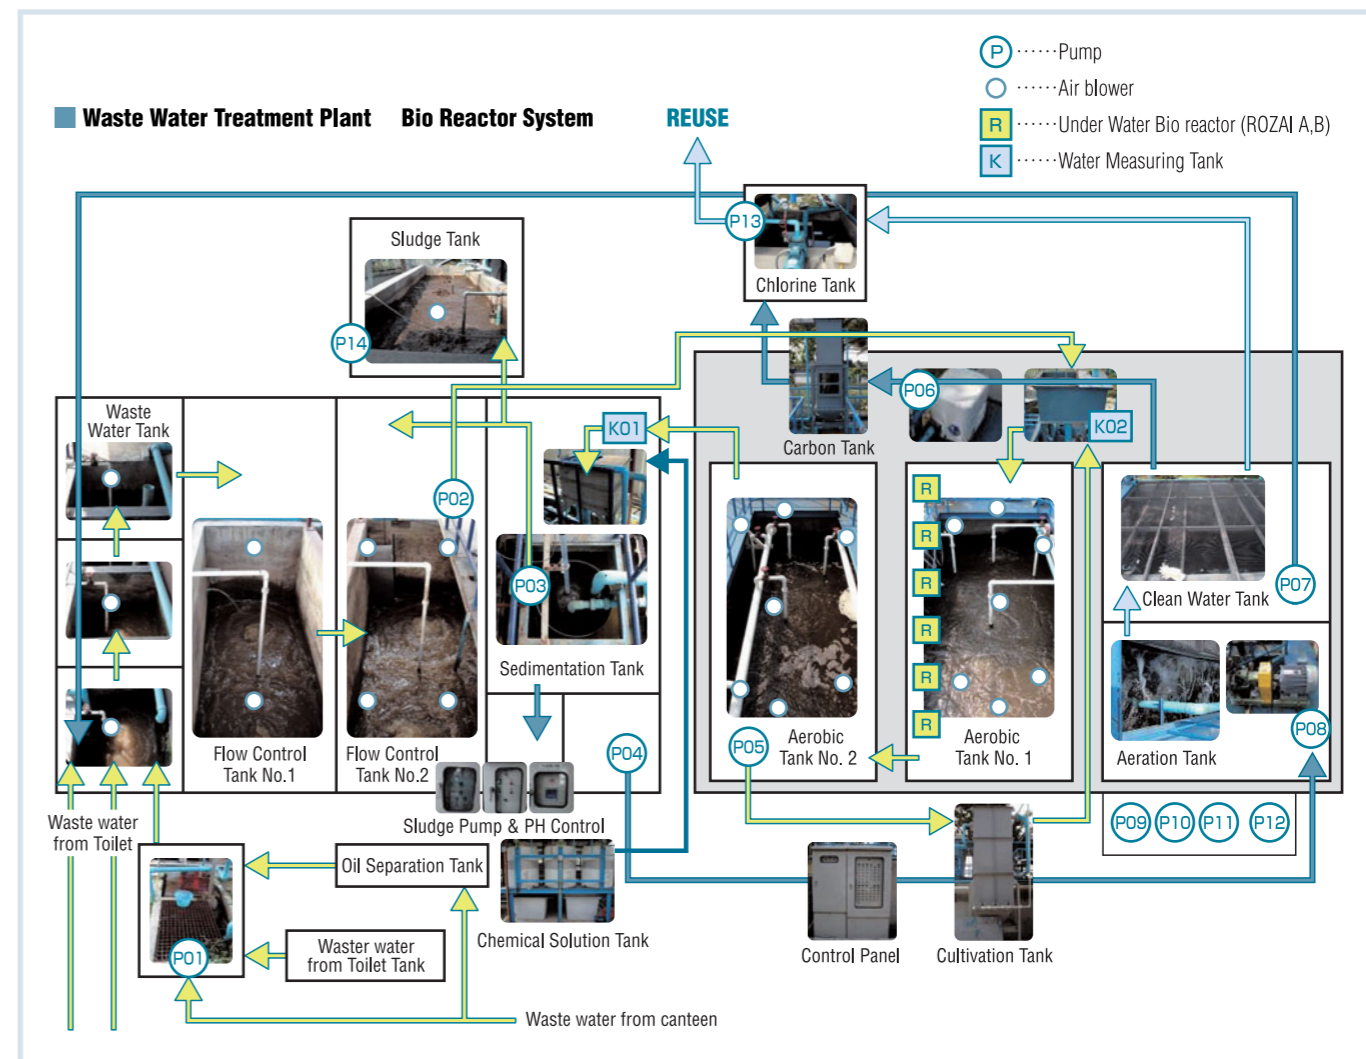 P ······Pump
······Air blower
R ······Under Water Bio reactor (ROZAI A,B)
K ······Water Measuring Tank
Waste Water Treatment Plant Bio Reactor System
REUSE
P13
Chlorine Tank
Sludge Tank
P14
P06
Carbon Tank
K02
Waste
Water Tank
K01
P02
P03
Sedimentation Tank
R
R
R
R
R
R
Clean Water Tank
P07
Flow Control
Tank No.1
Flow Control
Tank No.2
P04
P05
Aerobic
Tank No. 2
Aerobic
Tank No. 1
Aeration Tank
P08
Sludge Pump & PH Control
P09
P10
P11
P12
Waste water
from Toilet
Oil Separation Tank
P01
Waster water
from Toilet Tank
Chemical Solution Tank
Control Panel
Cultivation Tank
Waste water from canteen